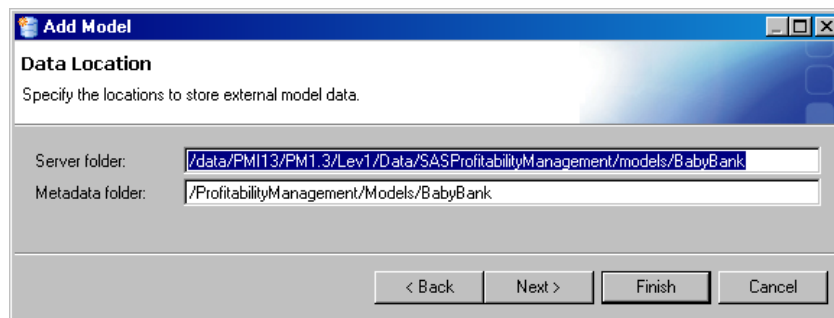 Add Model
Data Location
Specify the locations to store external model data.
Server folder: /data/PMI13/PM1.3/Lev1/Data/SASProfitabilityManagement/models/BabyBank
Metadata folder: /ProfitabilityManagement/Models/BabyBank
< Back Next > Finish Cancel